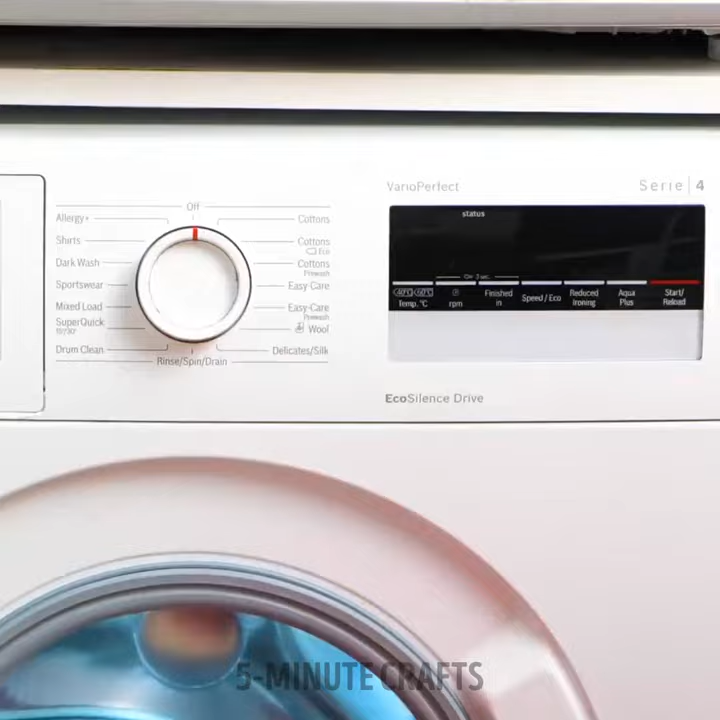 VarioPerfect
Serie | 4
Off
Allergy+
Shirts
Dark Wash
Sportswear
Mixed Load
SuperQuick
15'/30'
Drum Clean
Cottons
Cottons
Eco
Cottons
Prewash
Easy-Care
Easy-Care
Prewash
Wool
Delicates/Silk
Rinse/Spin/Drain
status
3 sec.
Temp. °C
rpm
Finished
in
Speed / Eco
Reduced
Ironing
Aqua
Plus
Start/
Reload
EcoSilence Drive
5-MINUTE CRAFTS